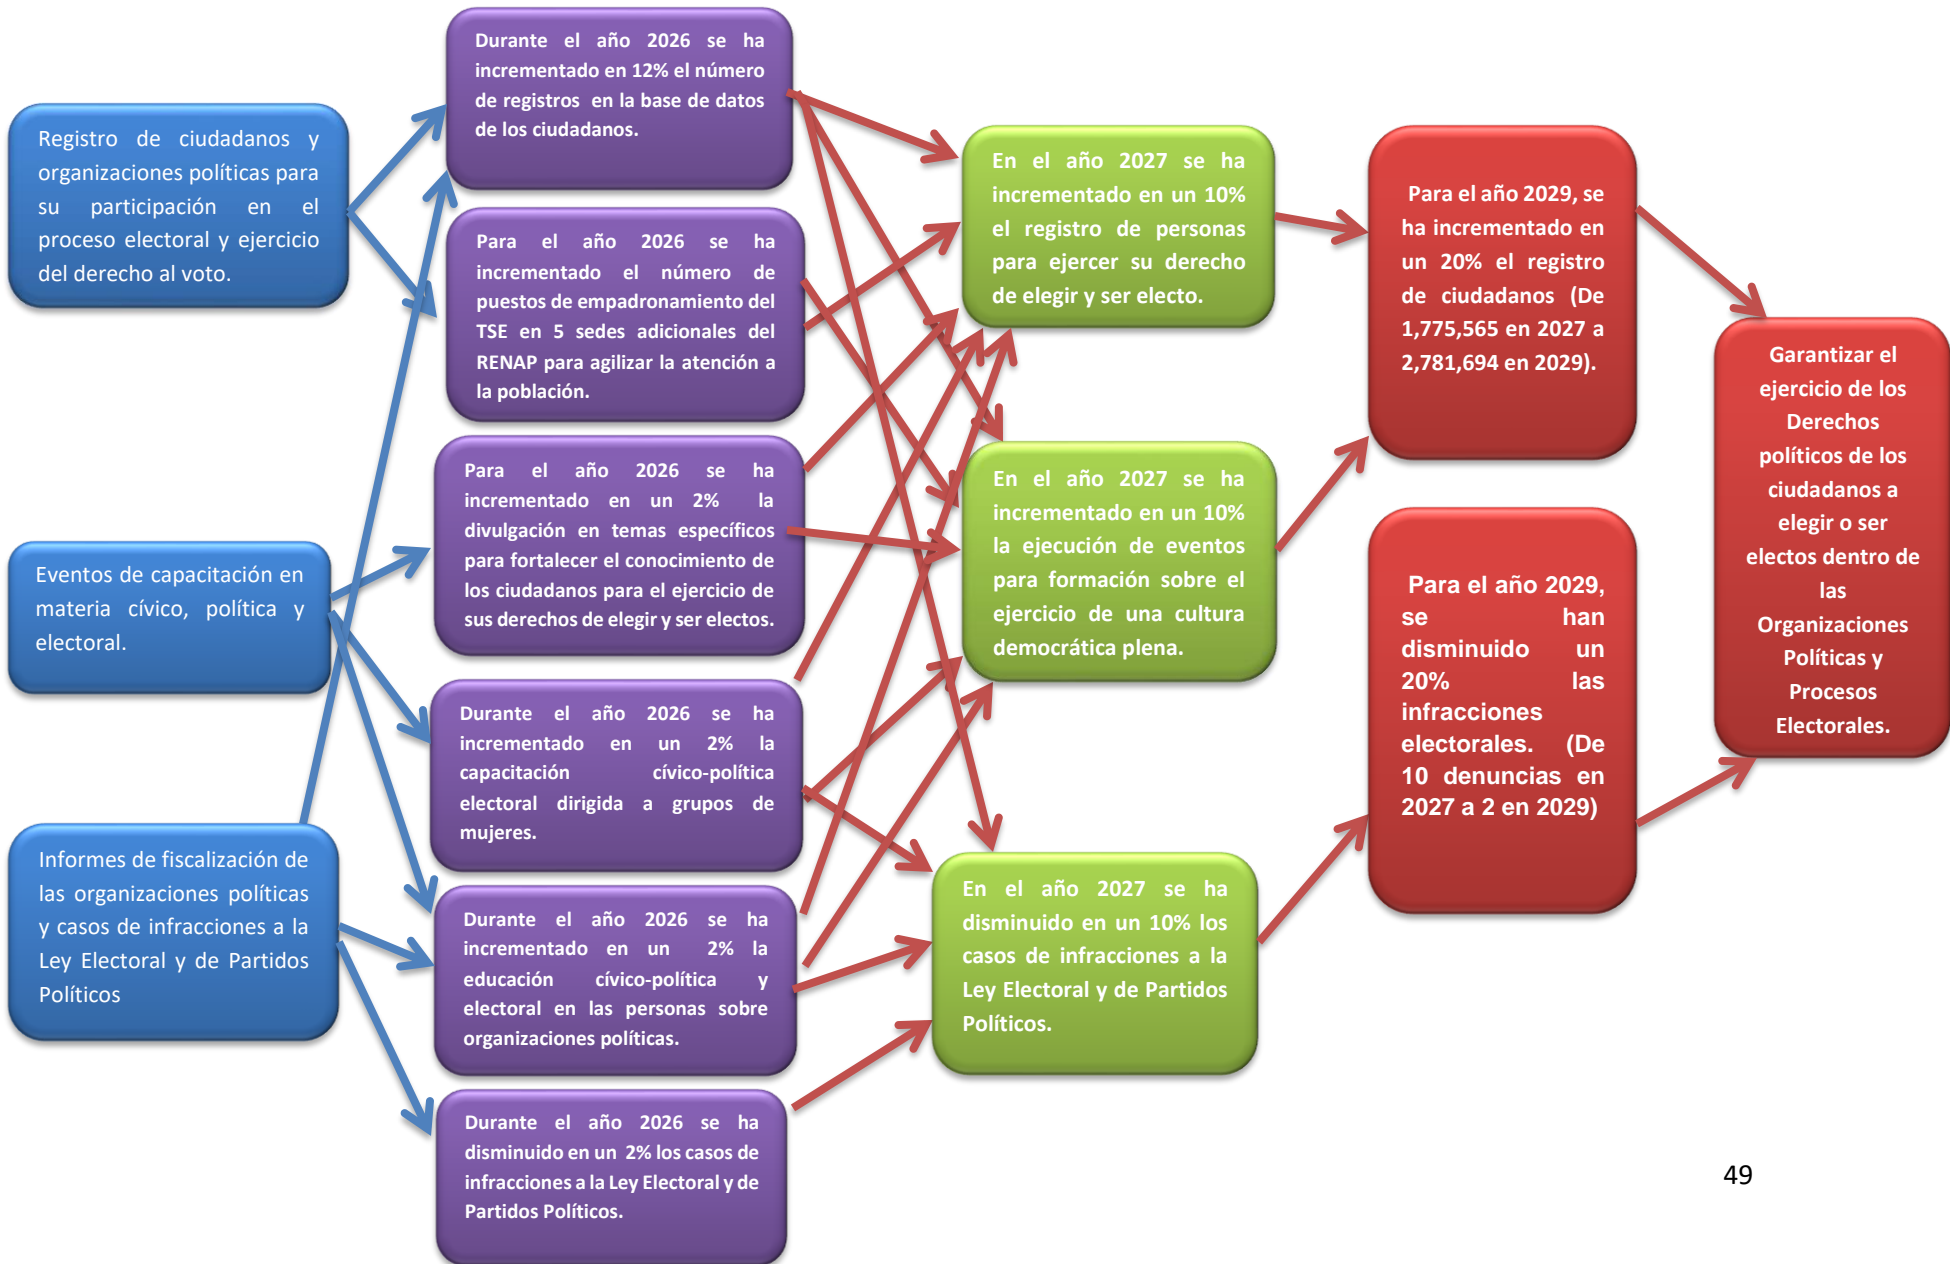 Registro de ciudadanos y
organizaciones políticas para
su participación en el
proceso electoral y ejercicio
del derecho al voto.
Eventos de capacitación en
materia cívico, política y
electoral.
Informes de fiscalización de
las organizaciones políticas
y casos de infracciones a la
Ley Electoral y de Partidos
Políticos
Durante el año 2026 se ha
incrementado en 12% el número
de registros en la base de datos
de los ciudadanos.
Para el año 2026 se ha
incrementado el número de
puestos de empadronamiento del
TSE en 5 sedes adicionales del
RENAP para agilizar la atención a
la población.
Para el año 2026 se ha
incrementado en un 2% la
divulgación en temas específicos
para fortalecer el conocimiento de
los ciudadanos para el ejercicio de
sus derechos de elegir y ser electos.
Durante el año 2026 se ha
incrementado en un 2% la
capacitación cívico-política
electoral dirigida a grupos de
mujeres.
Durante el año 2026 se ha
incrementado en un 2% la
educación cívico-política y
electoral en las personas sobre
organizaciones políticas.
Durante el año 2026 se ha
disminuido en un 2% los casos de
infracciones a la Ley Electoral y de
Partidos Políticos.
En el año 2027 se ha
incrementado en un 10%
el registro de personas
para ejercer su derecho
de elegir y ser electo.
En el año 2027 se ha
incrementado en un 10%
la ejecución de eventos
para formación sobre el
ejercicio de una cultura
democrática plena.
En el año 2027 se ha
disminuido en un 10% los
casos de infracciones a la
Ley Electoral y de Partidos
Políticos.
Para el año 2029, se
ha incrementado en
un 20% el registro
de ciudadanos (De
1,775,565 en 2027 a
2,781,694 en 2029).
Para el año 2029,
se han
disminuido un
20% las
infracciones
electorales. (De
10 denuncias en
2027 a 2 en 2029)
Garantizar el
ejercicio de los
Derechos
políticos de los
ciudadanos a
elegir o ser
electos dentro de
las
Organizaciones
Políticas y
Procesos
Electorales.
49